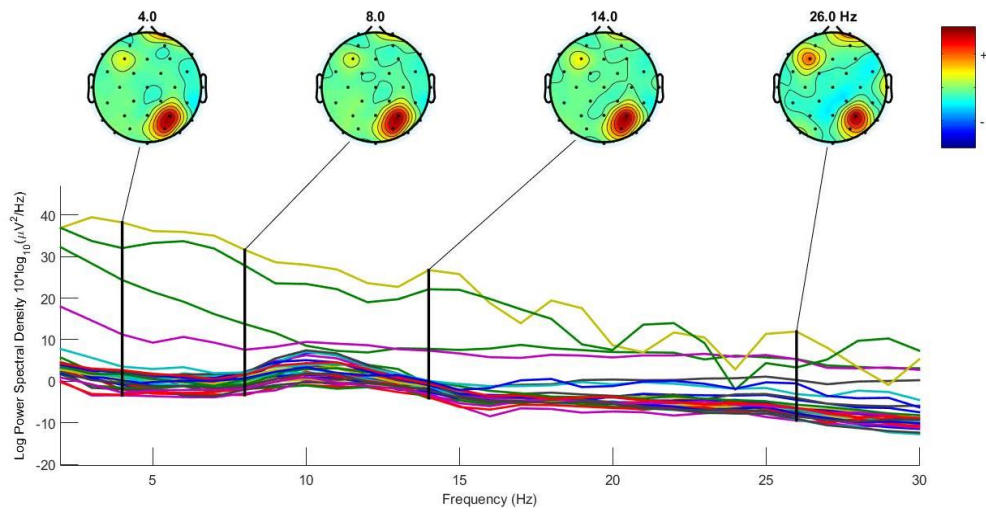 4.0 8.0 14.0 26.0 Hz
+
-
Log Power Spectral Density 10*log10(μV2/Hz)
40
30
20
10
0
-10
-20
5 10 15 20 25 30
Frequency (Hz)